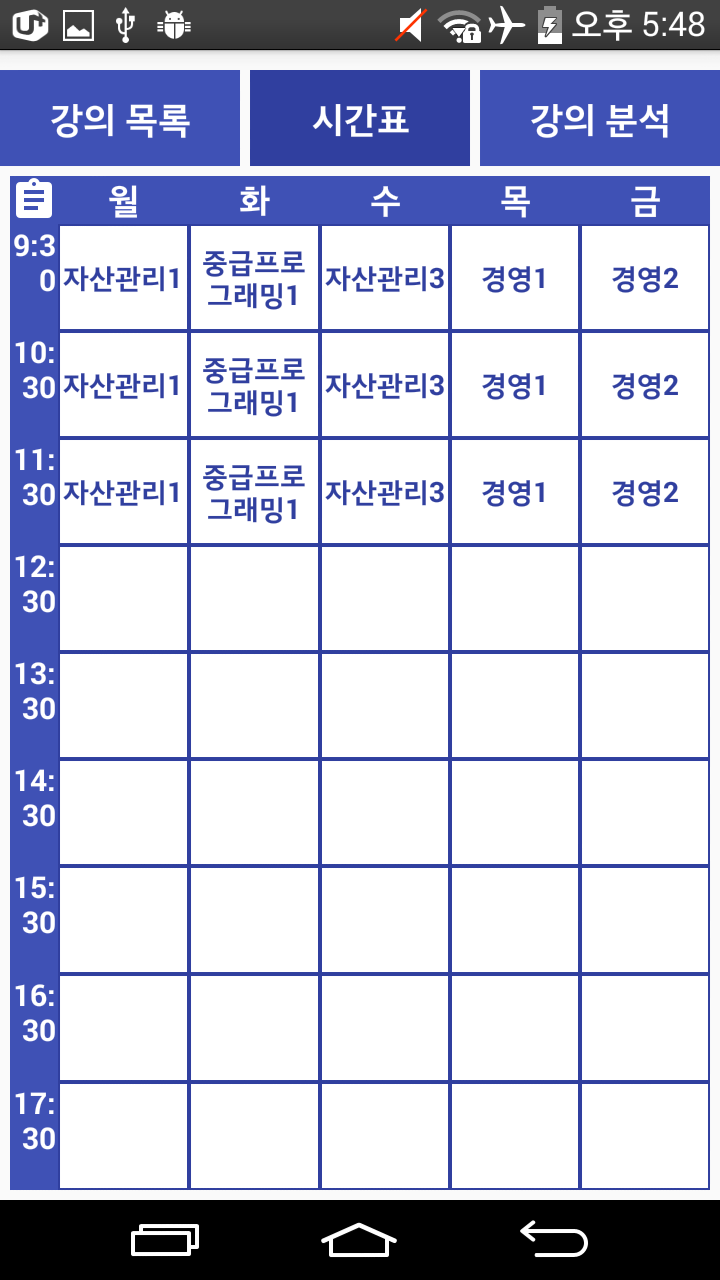 U+ 오후 5:48
강의 목록 시간표 강의 분석
월 화 수 목 금
9:3
0 자산관리1 중급프로
그래밍1 자산관리3 경영1 경영2
10:
30 자산관리1 중급프로
그래밍1 자산관리3 경영1 경영2
11:
30 자산관리1 중급프로
그래밍1 자산관리3 경영1 경영2
12:
30
13:
30
14:
30
15:
30
16:
30
17:
30